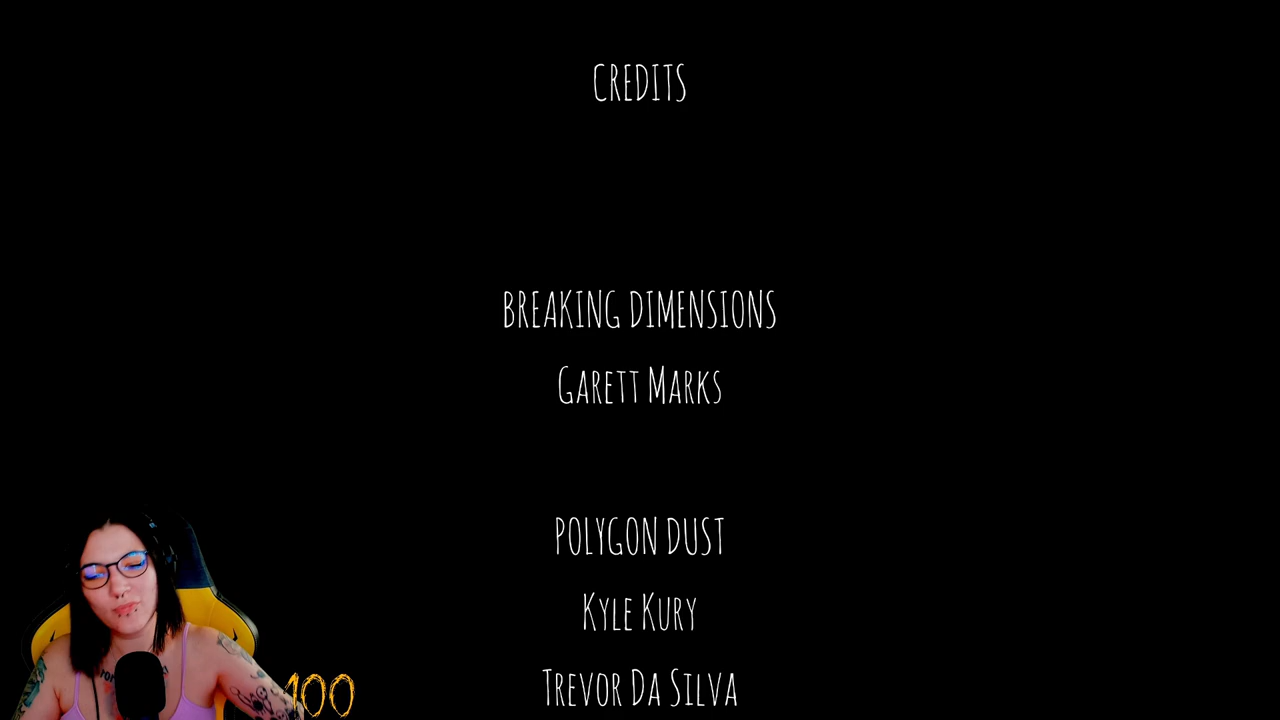 CREDITS
BREAKING DIMENSIONS
GARETT MARKS
POLYGON DUST
KYLE KURY
TREVOR DA SILVA
100